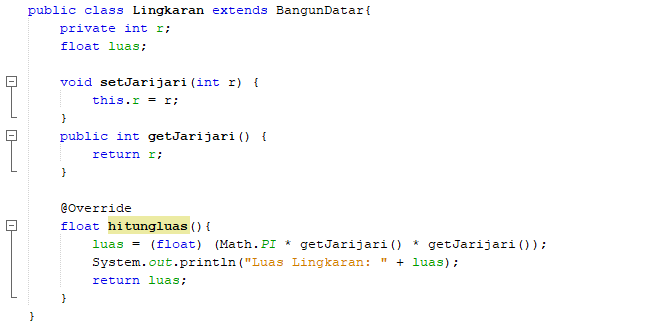 public class Lingkaran extends BangunDatar{
private int r;
float luas;
void setJarijari(int r) {
this.r = r;
}
public int getJarijari() {
return r;
}
@Override
float hitungluas(){
luas = (float) (Math.PI * getJarijari() * getJarijari());
System.out.println("Luas Lingkaran: " + luas);
return luas;
}
}